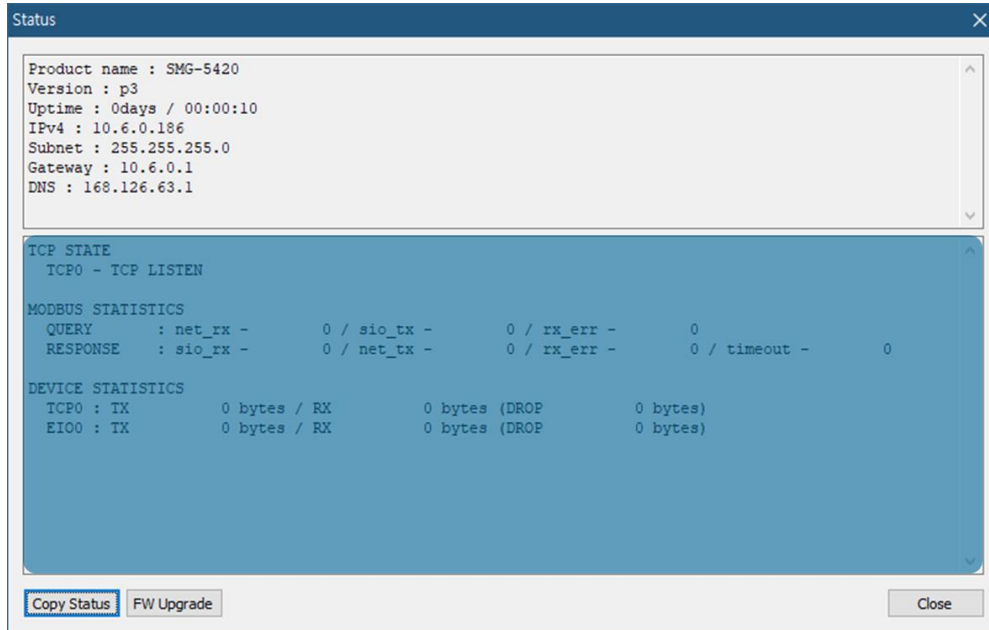 Status
Product name : SMG-5420
Version : p3
Uptime : 0days / 00:00:10
IPv4 : 10.6.0.186
Subnet : 255.255.255.0
Gateway : 10.6.0.1
DNS : 168.126.63.1
TCP STATE
TCP0 - TCP LISTEN
MODBUS STATISTICS
QUERY : net_rx - 0 / sio_tx - 0 / rx_err - 0
RESPONSE : sio_rx - 0 / net_tx - 0 / rx_err - 0 / timeout - 0
DEVICE STATISTICS
TCP0 : TX 0 bytes / RX 0 bytes (DROP 0 bytes)
EIO0 : TX 0 bytes / RX 0 bytes (DROP 0 bytes)
Copy Status FW Upgrade Close